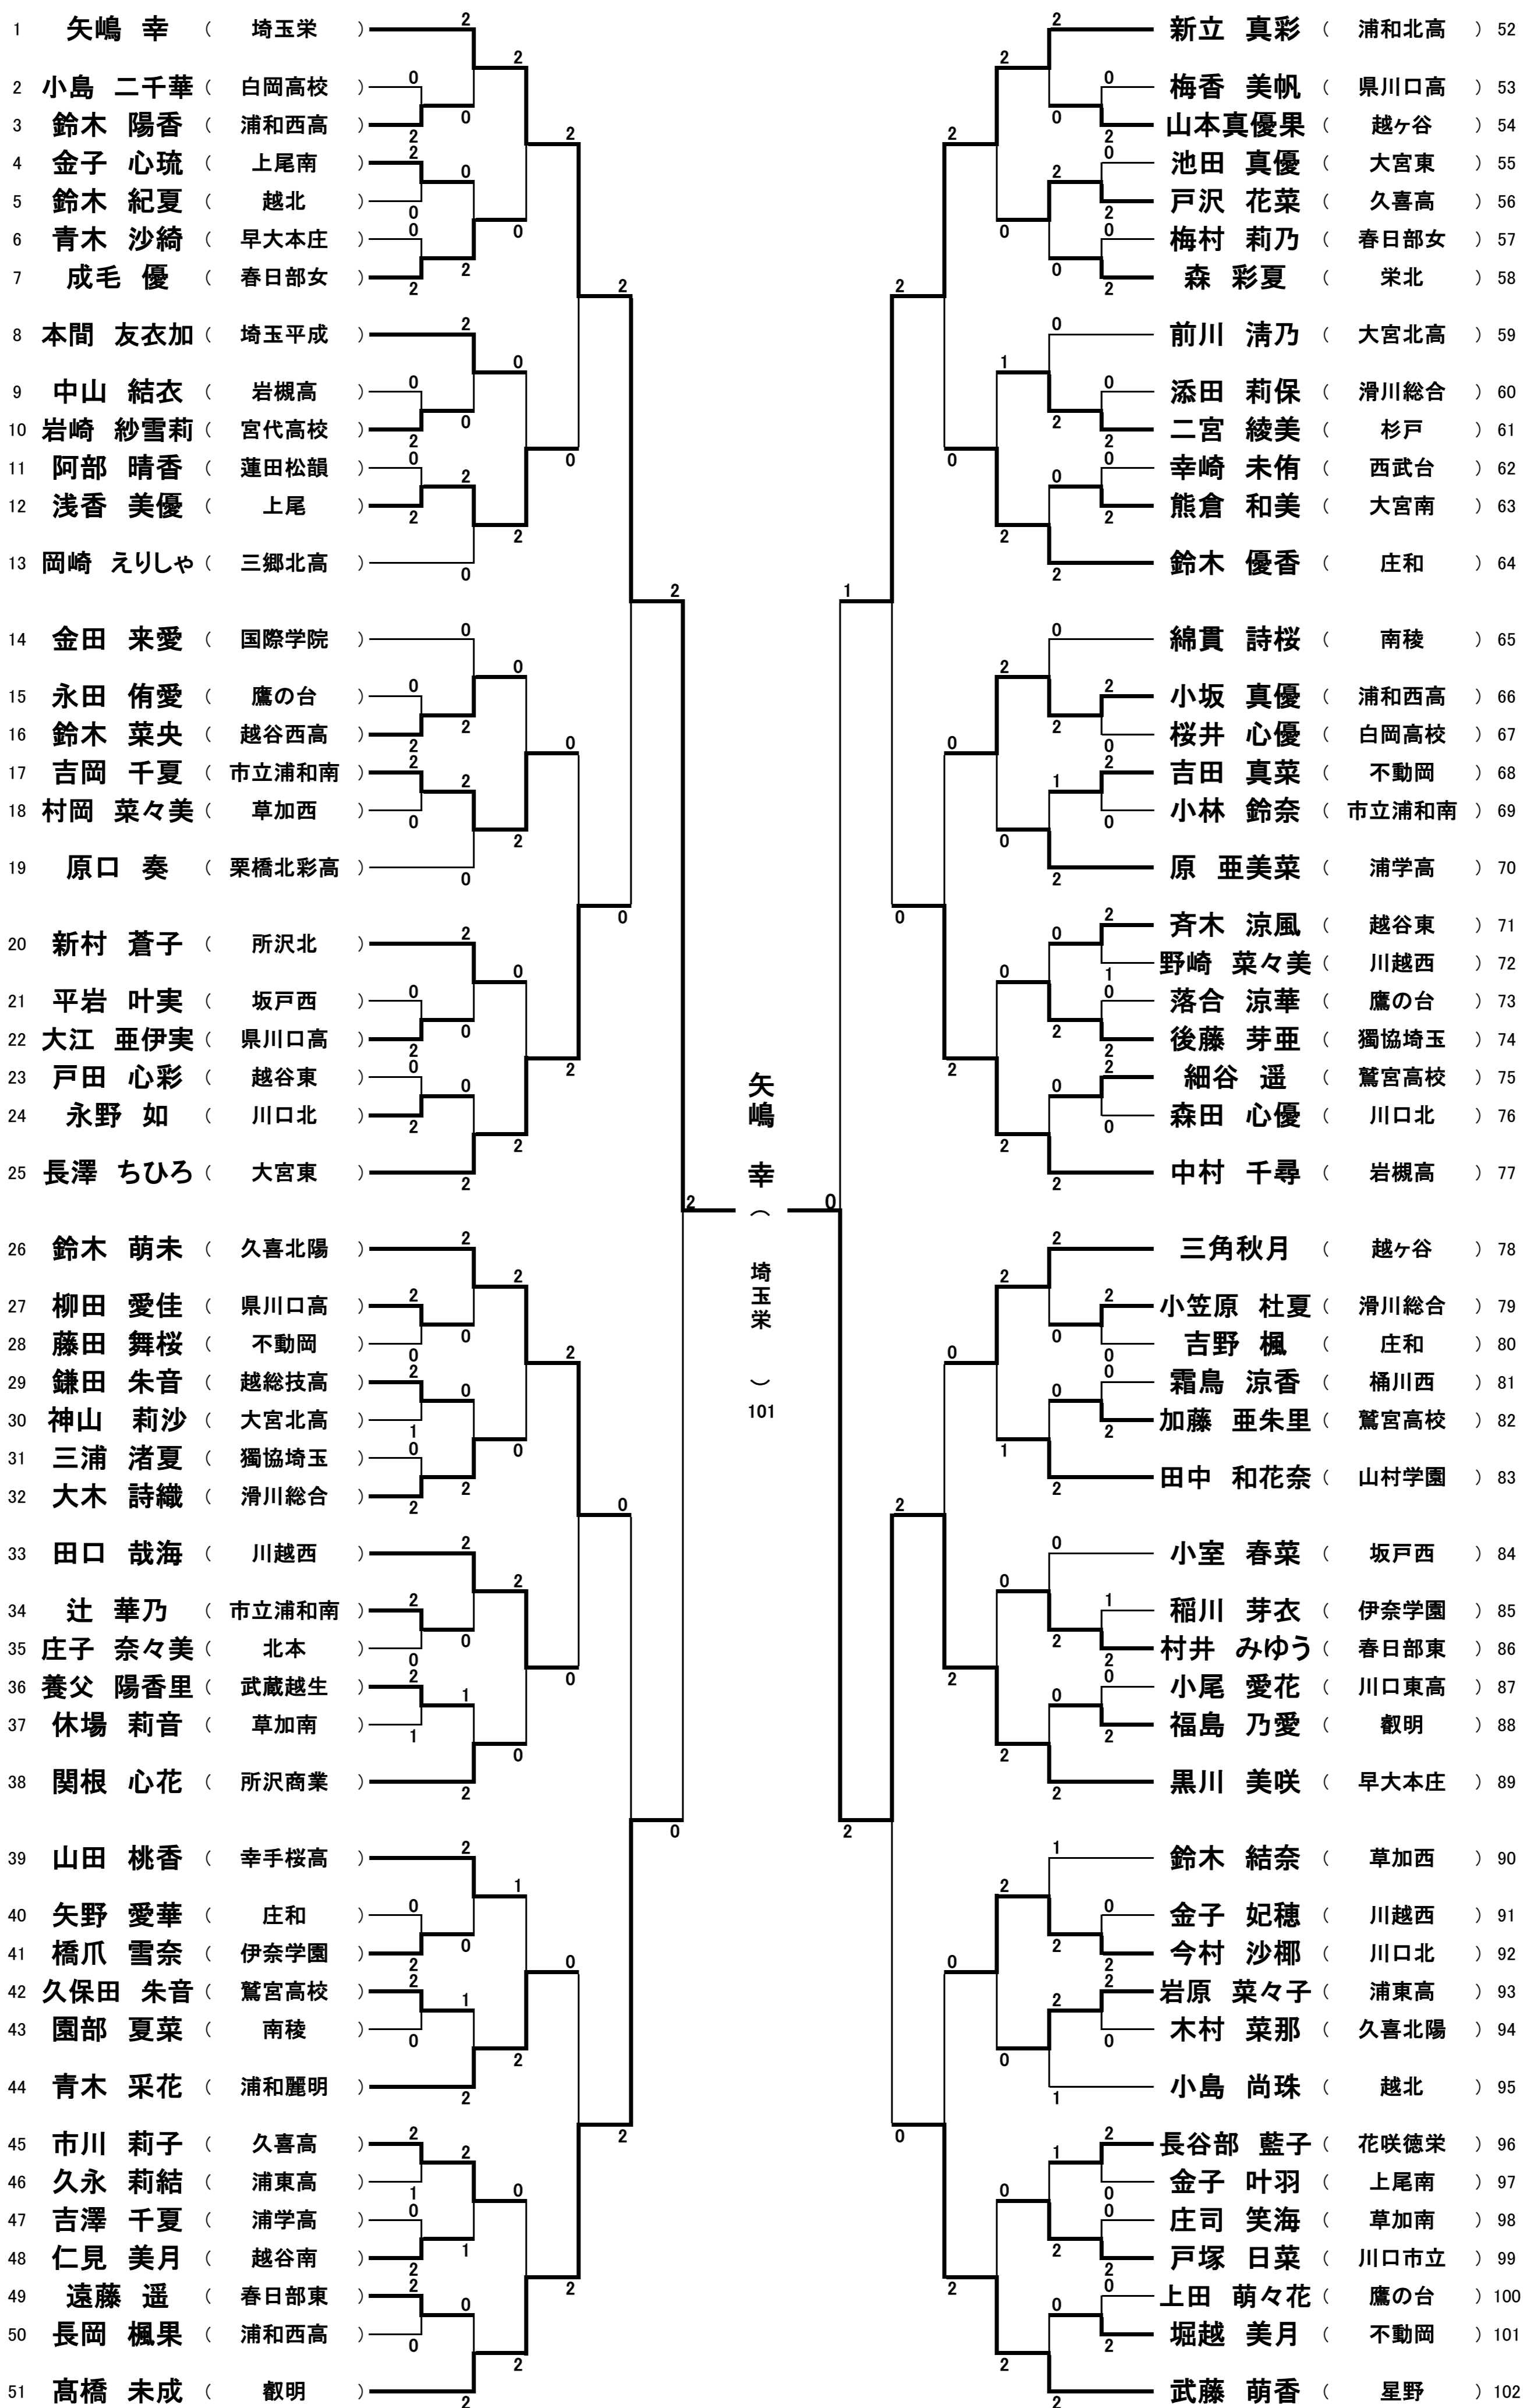 1 矢嶋 幸 ( 埼玉栄 )
2 小島 二千華 ( 白岡高校 )
3 鈴木 陽香 ( 浦和西高 )
4 金子 心琉 ( 上尾南 )
5 鈴木 紀夏 ( 越北 )
6 青木 沙綺 ( 早大本庄 )
7 成毛 優 ( 春日部女 )
8 本間 友衣加 ( 埼玉平成 )
9 中山 結衣 ( 岩槻高 )
10 岩崎 紗雪莉 ( 宮代高校 )
11 阿部 晴香 ( 蓮田松韻 )
12 浅香 美優 ( 上尾 )
13 岡崎 えりしゃ ( 三郷北高 )
14 金田 来愛 ( 国際学院 )
15 永田 侑愛 ( 鷹の台 )
16 鈴木 菜央 ( 越谷西高 )
17 吉岡 千夏 ( 市立浦和南 )
18 村岡 菜々美 ( 草加西 )
19 原口 奏 ( 栗橋北彩高 )
20 新村 蒼子 ( 所沢北 )
21 平岩 叶実 ( 坂戸西 )
22 大江 亜伊実 ( 県川口高 )
23 戸田 心彩 ( 越谷東 )
24 永野 如 ( 川口北 )
25 長澤 ちひろ ( 大宮東 )
26 鈴木 萌未 ( 久喜北陽 )
27 柳田 愛佳 ( 県川口高 )
28 藤田 舞桜 ( 不動岡 )
29 鎌田 朱音 ( 越総技高 )
30 神山 莉沙 ( 大宮北高 )
31 三浦 渚夏 ( 獨協埼玉 )
32 大木 詩織 ( 滑川総合 )
33 田口 哉海 ( 川越西 )
34 辻 華乃 ( 市立浦和南 )
35 庄子 奈々美 ( 北本 )
36 養父 陽香里 ( 武蔵越生 )
37 休場 莉音 ( 草加南 )
38 関根 心花 ( 所沢商業 )
39 山田 桃香 ( 幸手桜高 )
40 矢野 愛華 ( 庄和 )
41 橋爪 雪奈 ( 伊奈学園 )
42 久保田 朱音 ( 鷲宮高校 )
43 園部 夏菜 ( 南稜 )
44 青木 采花 ( 浦和麗明 )
45 市川 莉子 ( 久喜高 )
46 久永 莉結 ( 浦東高 )
47 吉澤 千夏 ( 浦学高 )
48 仁見 美月 ( 越谷南 )
49 遠藤 遥 ( 春日部東 )
50 長岡 楓果 ( 浦和西高 )
51 髙橋 未成 ( 叡明 )
矢嶋 幸 ( 埼玉栄 )
101
新立 真彩 ( 浦和北高 ) 52
梅香 美帆 ( 県川口高 ) 53
山本真優果 ( 越ヶ谷 ) 54
池田 真優 ( 大宮東 ) 55
戸沢 花菜 ( 久喜高 ) 56
梅村 莉乃 ( 春日部女 ) 57
森 彩夏 ( 栄北 ) 58
前川 清乃 ( 大宮北高 ) 59
添田 莉保 ( 滑川総合 ) 60
二宮 綾美 ( 杉戸 ) 61
幸崎 未侑 ( 西武台 ) 62
熊倉 和美 ( 大宮南 ) 63
鈴木 優香 ( 庄和 ) 64
綿貫 詩桜 ( 南稜 ) 65
小坂 真優 ( 浦和西高 ) 66
桜井 心優 ( 白岡高校 ) 67
吉田 真菜 ( 不動岡 ) 68
小林 鈴奈 ( 市立浦和南 ) 69
原 亜美菜 ( 浦学高 ) 70
斉木 涼風 ( 越谷東 ) 71
野崎 菜々美 ( 川越西 ) 72
落合 涼華 ( 鷹の台 ) 73
後藤 芽亜 ( 獨協埼玉 ) 74
細谷 遥 ( 鷲宮高校 ) 75
森田 心優 ( 川口北 ) 76
中村 千尋 ( 岩槻高 ) 77
三角秋月 ( 越ヶ谷 ) 78
小笠原 杜夏 ( 滑川総合 ) 79
吉野 楓 ( 庄和 ) 80
霜鳥 涼香 ( 桶川西 ) 81
加藤 亜朱里 ( 鷲宮高校 ) 82
田中 和花奈 ( 山村学園 ) 83
小室 春菜 ( 坂戸西 ) 84
稲川 芽衣 ( 伊奈学園 ) 85
村井 みゆう ( 春日部東 ) 86
小尾 愛花 ( 川口東高 ) 87
福島 乃愛 ( 叡明 ) 88
黒川 美咲 ( 早大本庄 ) 89
鈴木 結奈 ( 草加西 ) 90
金子 妃穂 ( 川越西 ) 91
今村 沙椰 ( 川口北 ) 92
岩原 菜々子 ( 浦東高 ) 93
木村 菜那 ( 久喜北陽 ) 94
小島 尚珠 ( 越北 ) 95
長谷部 藍子 ( 花咲徳栄 ) 96
金子 叶羽 ( 上尾南 ) 97
庄司 笑海 ( 草加南 ) 98
戸塚 日菜 ( 川口市立 ) 99
上田 萌々花 ( 鷹の台 ) 100
堀越 美月 ( 不動岡 ) 101
武藤 萌香 ( 星野 ) 102